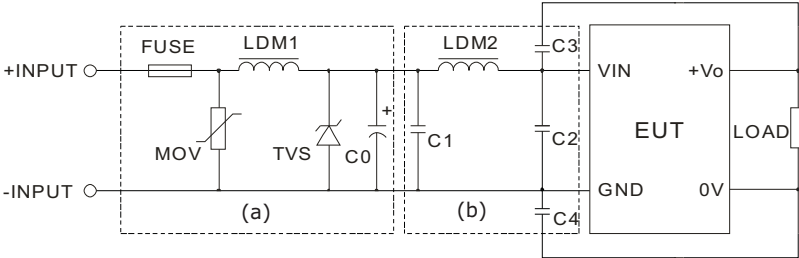 FUSE
LDM1
LDM2
C3
+INPUT
VIN
+Vo
MOV
TVS
C0
+
C1
C2
EUT
LOAD
-INPUT
GND
0V
(a)
(b)
C4